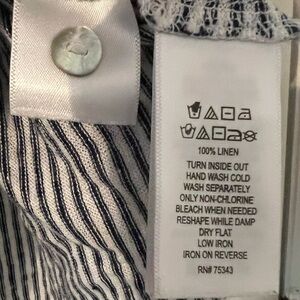 100% LINEN
TURN INSIDE OUT
HAND WASH COLD
WASH SEPARATELY
ONLY NON-CHLORINE
BLEACH WHEN NEEDED
RESHAPE WHILE DAMP
DRY FLAT
LOW IRON
IRON ON REVERSE
RN# 75343